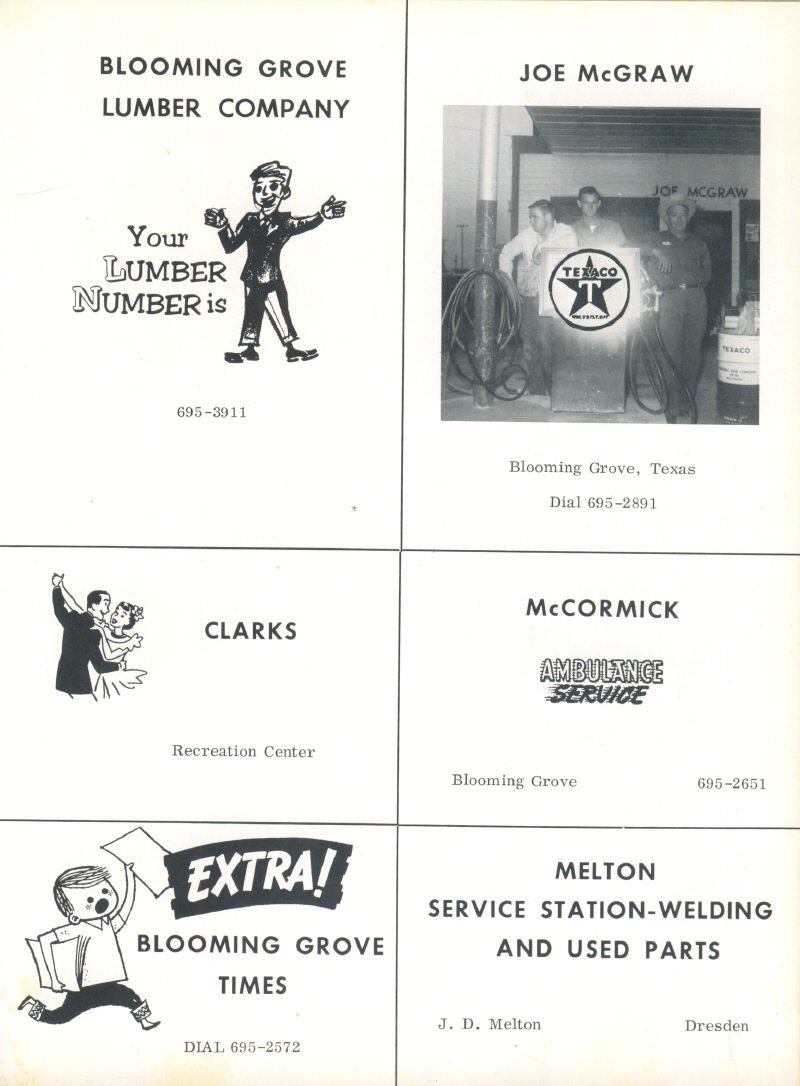 BLOOMING GROVE
LUMBER COMPANY
Your
LUMBER
NUMBER is
695-3911
JOE McGRAW
JOE MCGRAW
TEXACO
T
TEXACO
Blooming Grove, Texas
Dial 695-2891
CLARKS
Recreation Center
McCORMICK
AMBULANCE
SERVICE
Blooming Grove 695-2651
EXTRA!
BLOOMING GROVE
TIMES
DIAL 695-2572
MELTON
SERVICE STATION-WELDING
AND USED PARTS
J. D. Melton Dresden